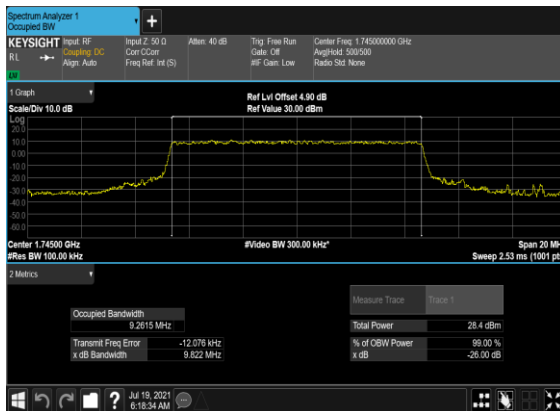 Spectrum Analyzer 1
Occupied BW
KEYSIGHT Input: RF Input Z: 50 Ω Atten: 40 dB Trig: Free Run Center Freq: 1.745000000 GHz
RL Coupling: DC Corr CCorr Gate: Off Avg|Hold: 500/500
Align: Auto Freq Ref: Int (S) #IF Gain: Low Radio Std: None
1 Graph
Ref Lvl Offset 4.90 dB
Scale/Div 10.0 dB Ref Value 30.00 dBm
Log
20.0
10.0
0.00
-10.0
-20.0
-30.0
-40.0
-50.0
-60.0
Center 1.74500 GHz #Video BW 300.00 kHz* Span 20 MH
#Res BW 100.00 kHz Sweep 2.53 ms (1001 pts
2 Metrics
Measure Trace Trace 1
Occupied Bandwidth
9.2615 MHz Total Power 28.4 dBm
Transmit Freq Error -12.076 kHz % of OBW Power 99.00 %
x dB Bandwidth 9.822 MHz x dB -26.00 dB
Jul 19, 2021
6:18:34 AM